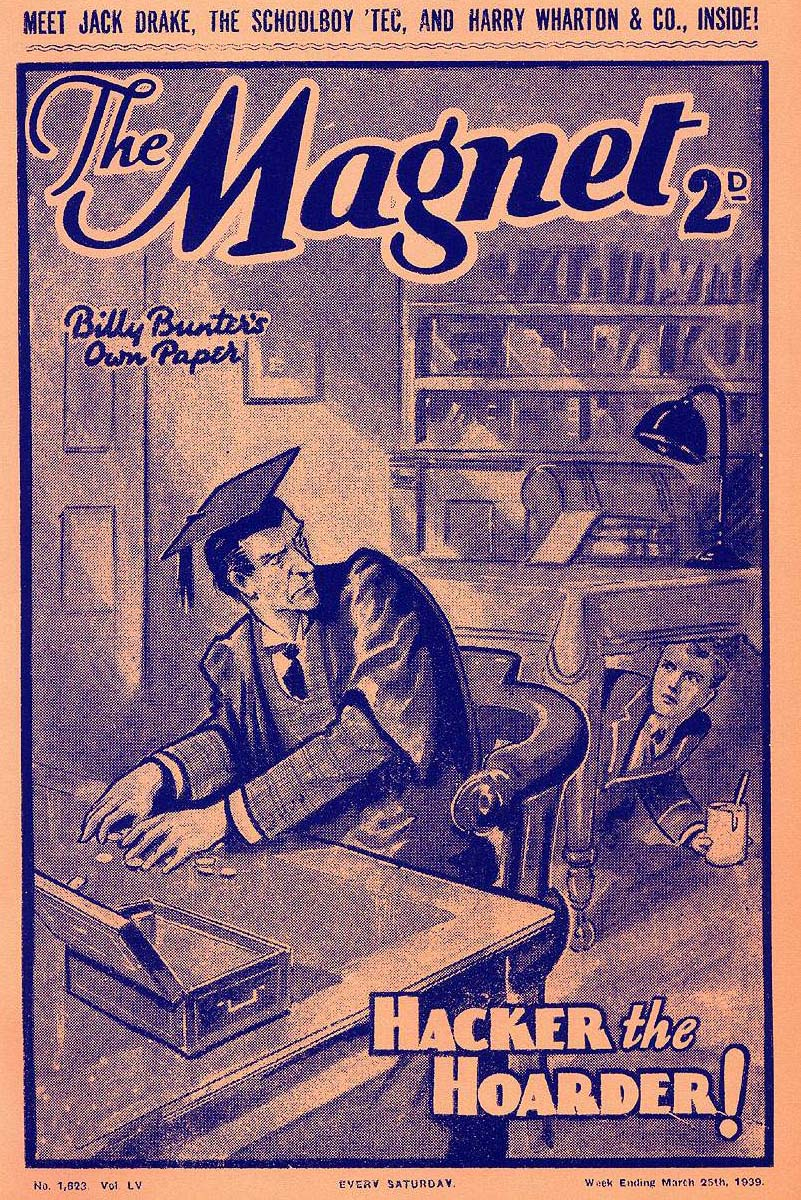 MEET JACK DRAKE, THE SCHOOLBOY 'TEC, AND HARRY WHARTON & CO., INSIDE!
The Magnet 2D
Billy Bunter's
Own Paper
HACKER the
HOARDER!
No. 1,623. Vol. LV EVERY SATURDAY. Week Ending March 25th, 1939.